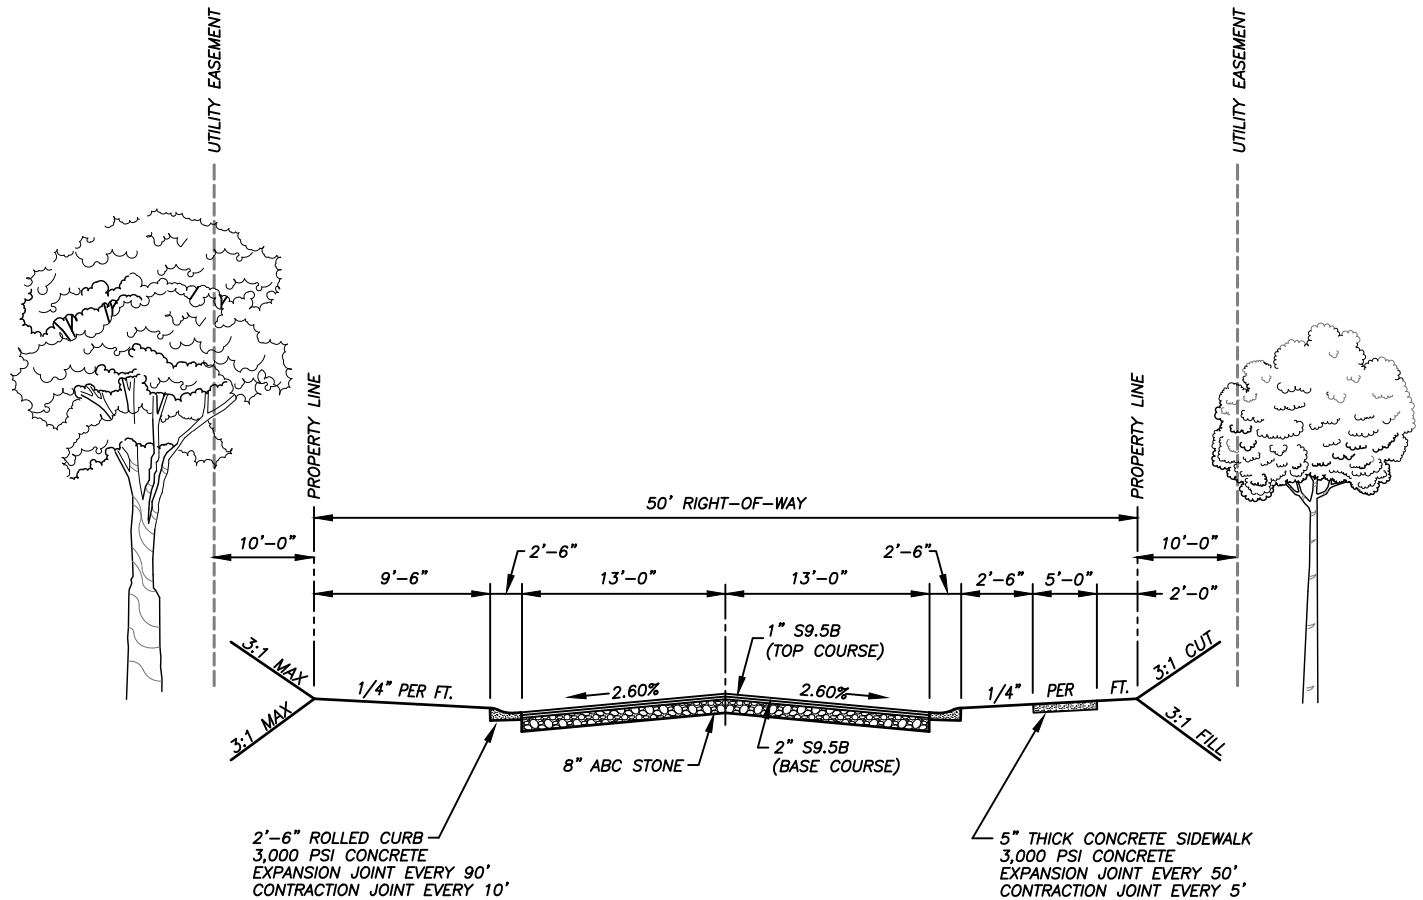 UTILITY EASEMENT
UTILITY EASEMENT
PROPERTY LINE
PROPERTY LINE
50' RIGHT-OF-WAY
10'-0"
2'-6"
2'-6"
10'-0"
9'-6"
13'-0"
13'-0"
2'-6"
5'-0"
2'-0"
1" S9.5B
(TOP COURSE)
3:1 MAX
3:1 CUT
1/4" PER FT.
2.60%
2.60%
1/4" PER FT.
3:1 MAX
3:1 FILL
2" S9.5B
(BASE COURSE)
8" ABC STONE
2'-6" ROLLED CURB
3,000 PSI CONCRETE
EXPANSION JOINT EVERY 90'
CONTRACTION JOINT EVERY 10'
5" THICK CONCRETE SIDEWALK
3,000 PSI CONCRETE
EXPANSION JOINT EVERY 50'
CONTRACTION JOINT EVERY 5'